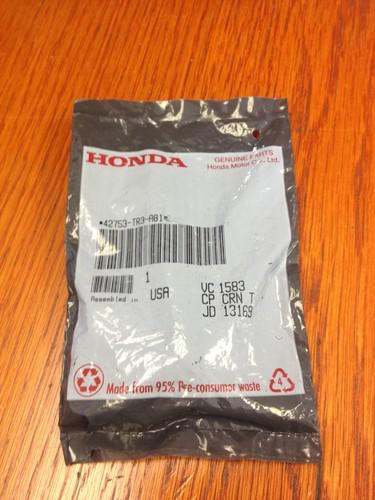 HONDA
GENUINE PARTS
Honda Motor Co., Ltd.
*42753-TR3-A81*
1
Assembled in USA
VC 1583
CP CRN T
JD 13169
Made from 95% Pre-consumer waste
4